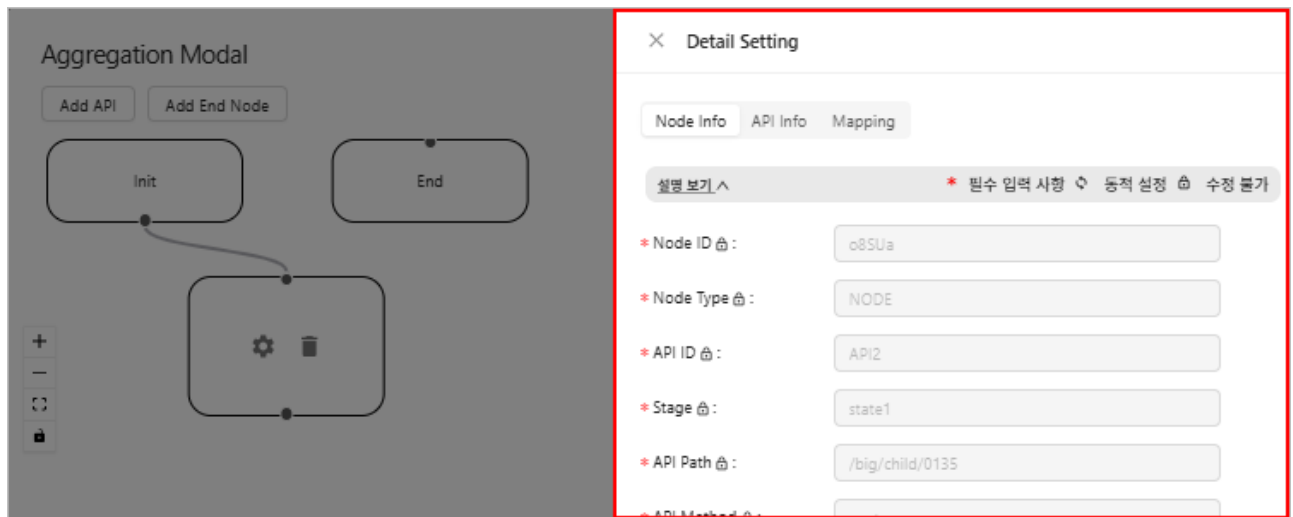 Aggregation Modal
Add API
Add End Node
Init
End
Detail Setting
Node Info
API Info
Mapping
설명 보기
* 필수 입력 사항 동적 설정 수정 불가
* Node ID :
o8SUa
* Node Type :
NODE
* API ID :
API2
* Stage :
state1
* API Path :
/big/child/0135
* API Method :